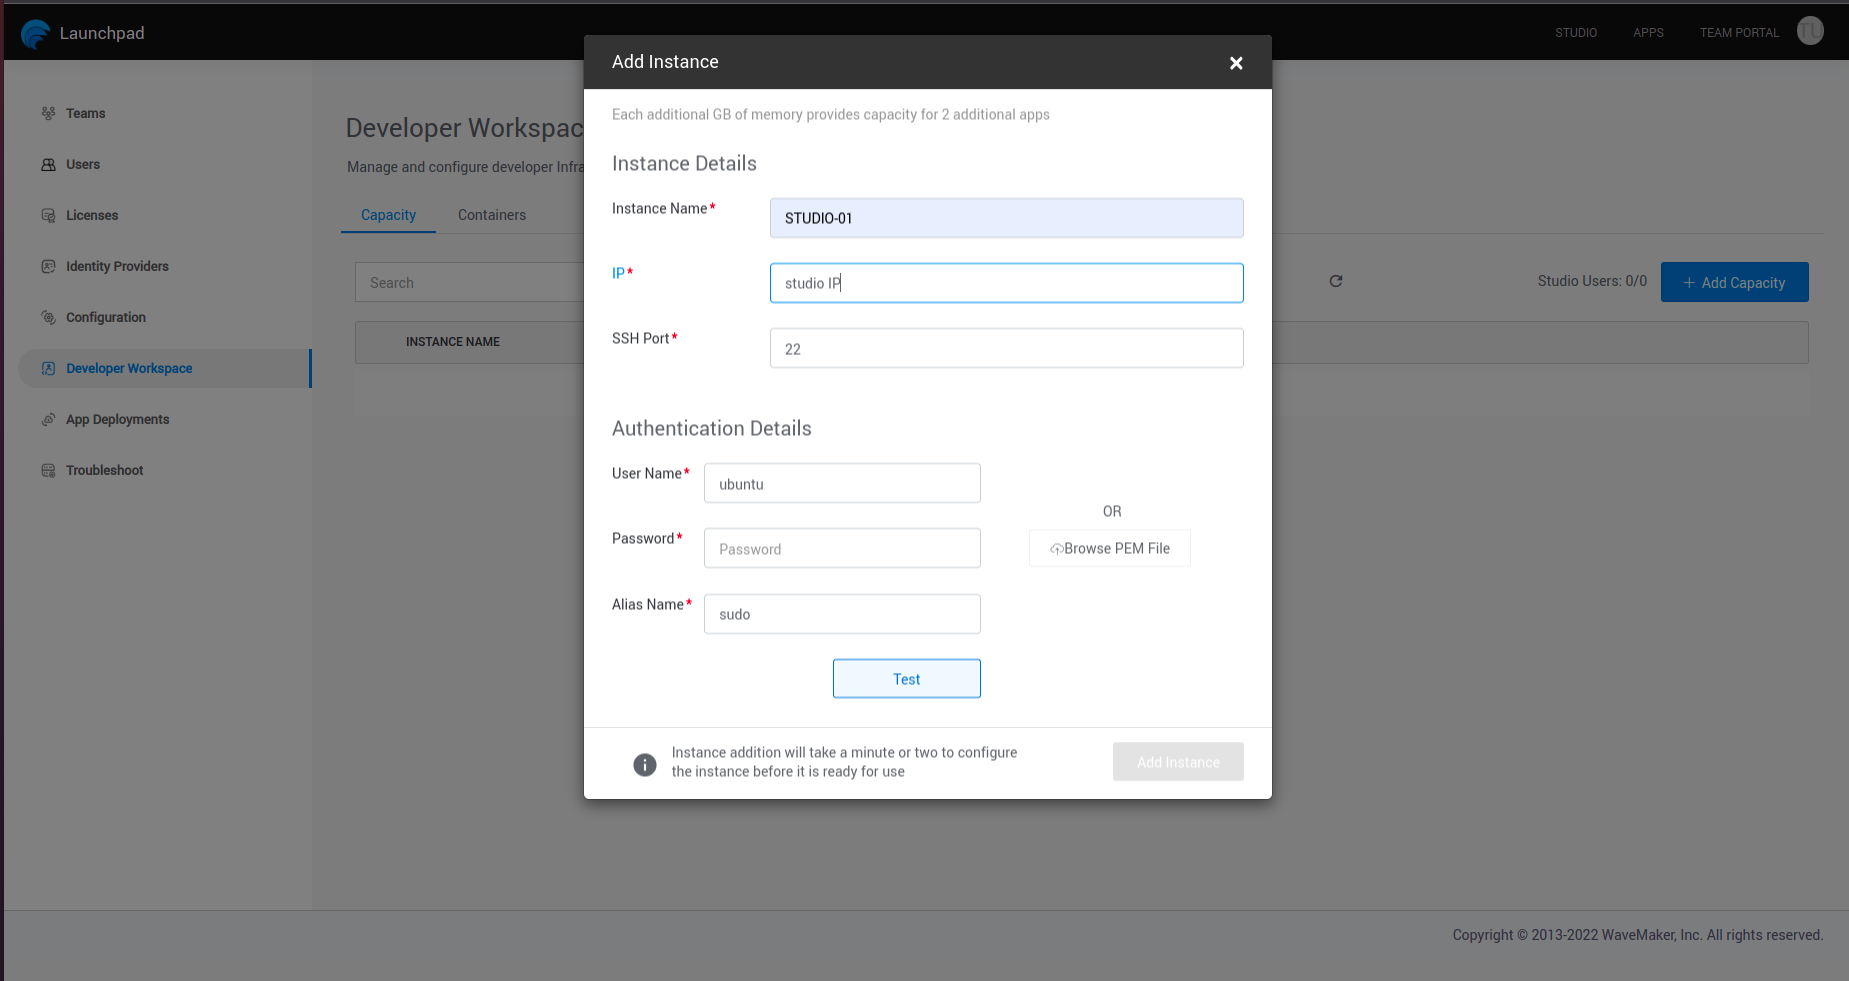 Launchpad
STUDIO
APPS
TEAM PORTAL
TU
Teams
Users
Licenses
Identity Providers
Configuration
Developer Workspace
App Deployments
Troubleshoot
Developer Workspac
Manage and configure developer Infra
Capacity
Containers
Search
Studio Users: 0/0
+ Add Capacity
INSTANCE NAME
Add Instance
×
Each additional GB of memory provides capacity for 2 additional apps
Instance Details
Instance Name*
STUDIO-01
IP*
studio IP
SSH Port*
22
Authentication Details
User Name*
ubuntu
Password*
Password
OR
Browse PEM File
Alias Name*
sudo
Test
Instance addition will take a minute or two to configure
the instance before it is ready for use
Add Instance
Copyright © 2013-2022 WaveMaker, Inc. All rights reserved.